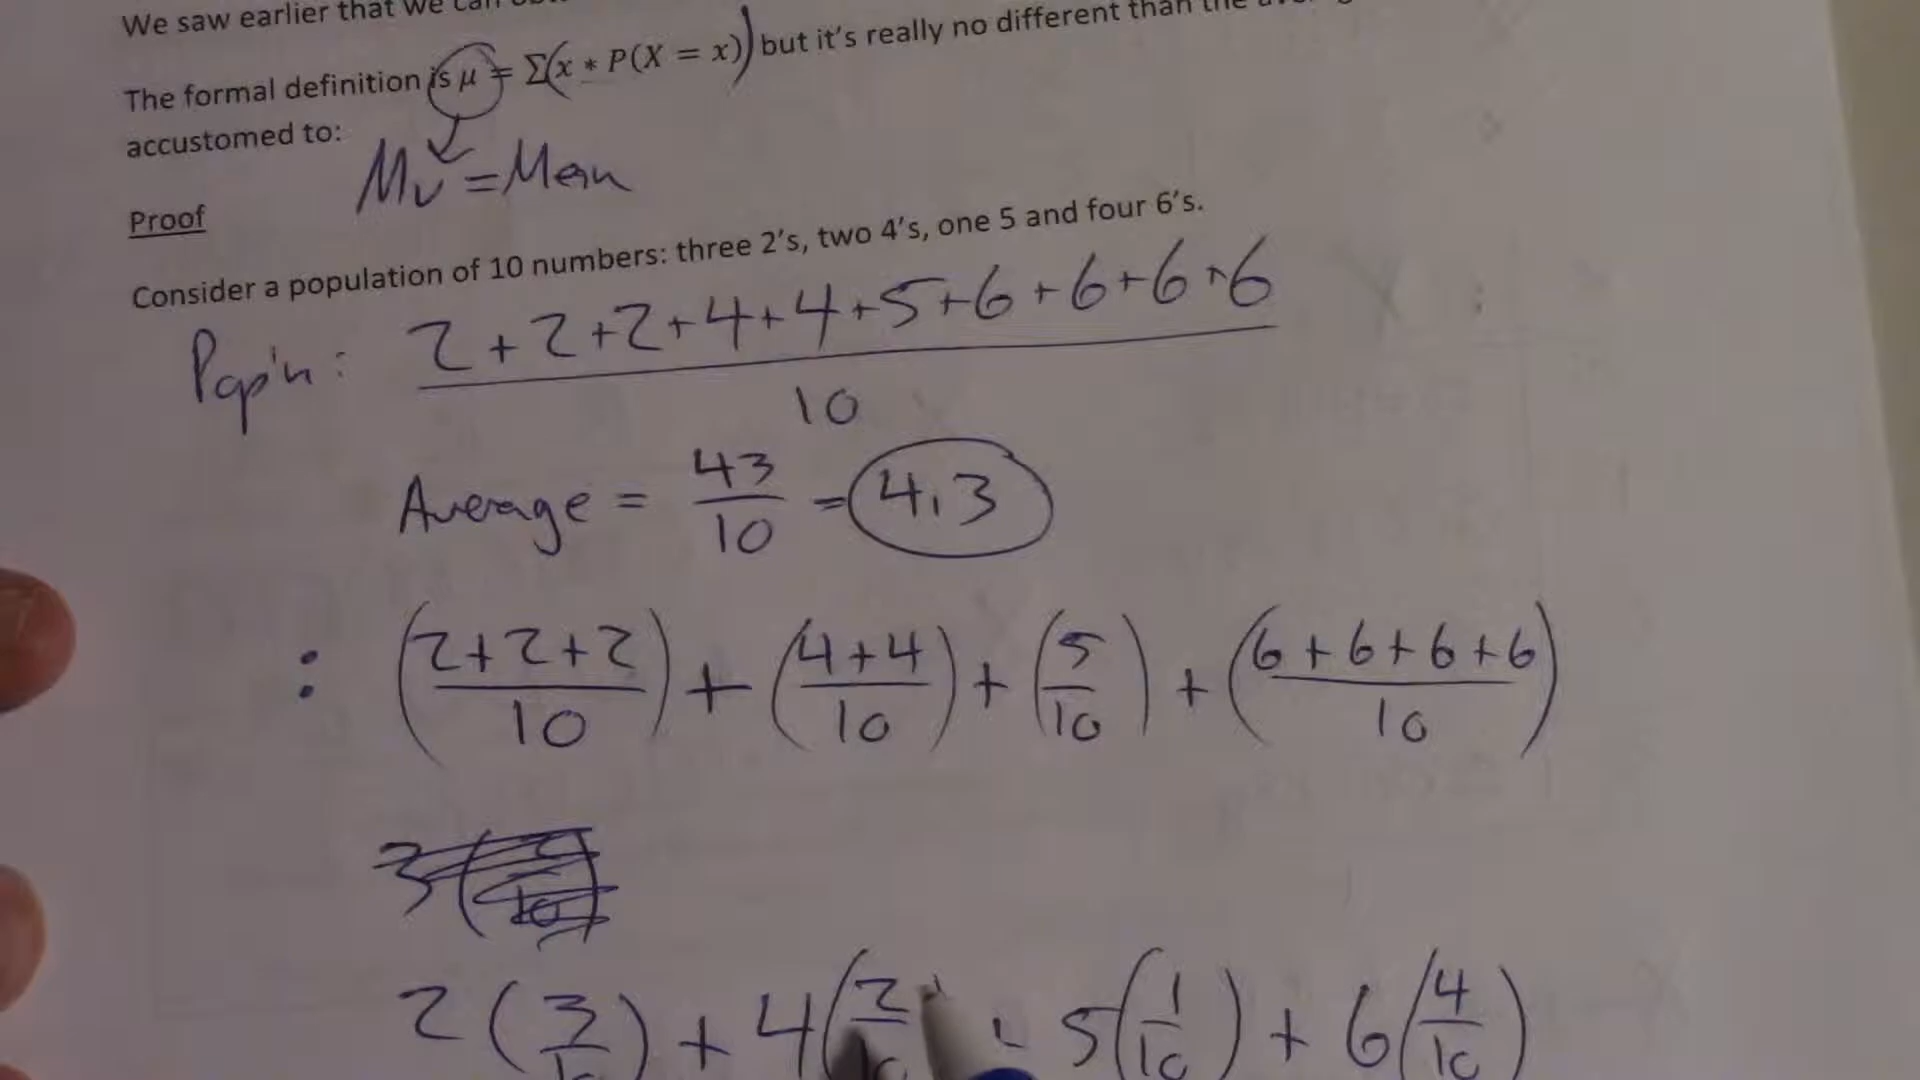 We saw earlier that we can
The formal definition is μ = Σ(x * P(X = x)) but it's really no different than the
accustomed to:
Mu = Mean
Proof
Consider a population of 10 numbers: three 2's, two 4's, one 5 and four 6's.
Pop'n: 2+2+2+4+4+5+6+6+6+6
10
Average = 43/10 = 4.3
: (2+2+2/10) + (4+4/10) + (5/10) + (6+6+6+6/10)
2(3/10) + 4(2/10) 5(1/10) + 6(4/10)